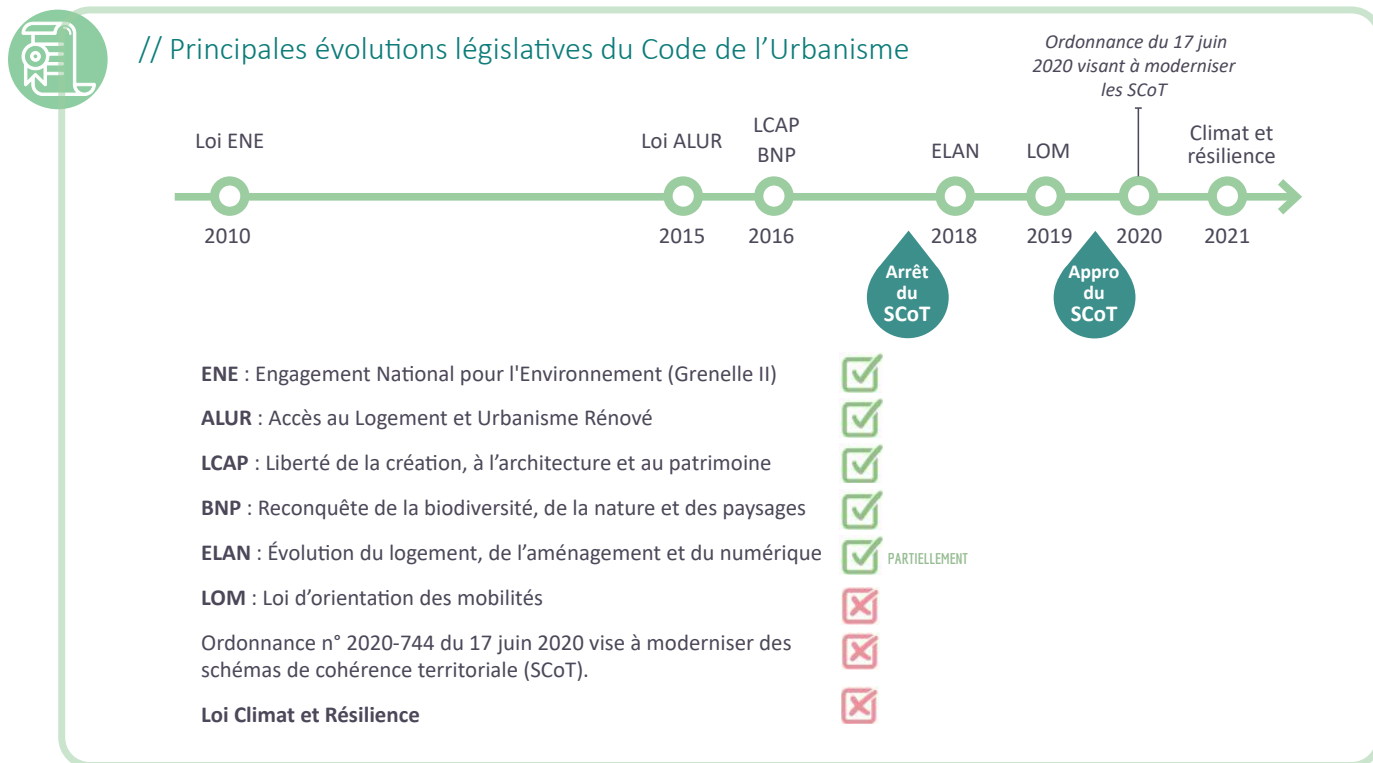 // Principales évolutions législatives du Code de l'Urbanisme
Ordonnance du 17 juin
2020 visant à moderniser
les SCoT
Loi ENE
Loi ALUR
LCAP
BNP
ELAN
LOM
Climat et
résilience
2010
2015
2016
2018
2019
2020
2021
Arrêt
du
SCoT
Appro
du
SCoT
ENE : Engagement National pour l'Environnement (Grenelle II)
ALUR : Accès au Logement et Urbanisme Rénové
LCAP : Liberté de la création, à l'architecture et au patrimoine
BNP : Reconquête de la biodiversité, de la nature et des paysages
ELAN : Évolution du logement, de l'aménagement et du numérique
PARTIELLEMENT
LOM : Loi d'orientation des mobilités
Ordonnance n° 2020-744 du 17 juin 2020 vise à moderniser des
schémas de cohérence territoriale (SCoT).
Loi Climat et Résilience